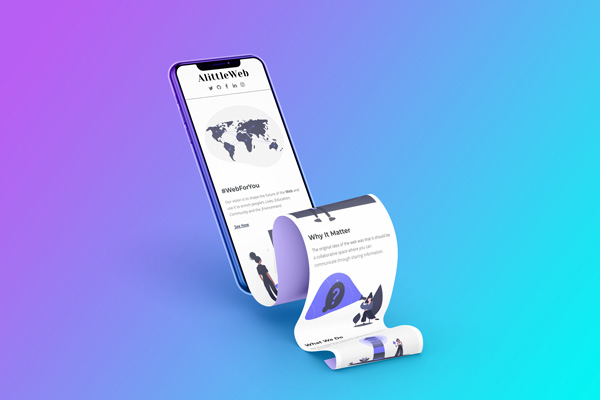 AlittleWeb
#WebForYou
Our vision is to shape the future of the Web and
use it to enrich people's Jobs, Education,
Community and the Environment.
See How
Why It Matter
The original idea of the web was that it should be
a collaborative space where you can
communicate through sharing information.
?
What We Do